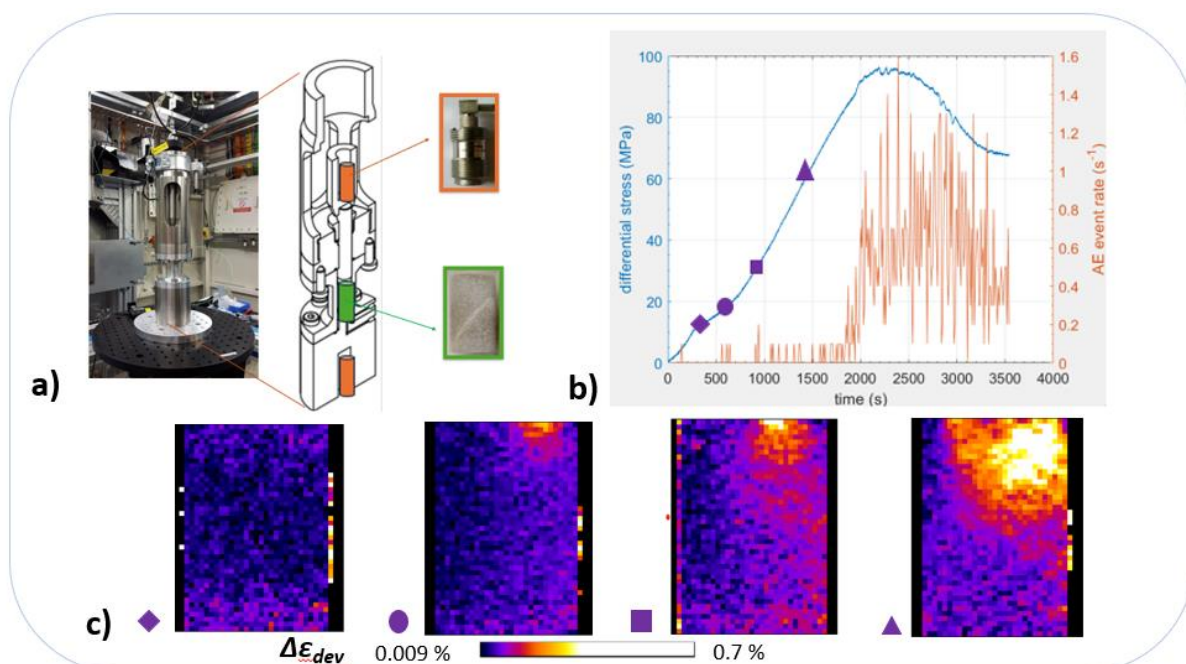 a)
b)
differential stress (MPa)
100
80
60
40
20
0
AE event rate (s⁻¹)
1.6
1.4
1.2
1
0.8
0.6
0.4
0.2
0
0 500 1000 1500 2000 2500 3000 3500 4000
time (s)
c)
Δε_dev 0.009 % 0.7 %